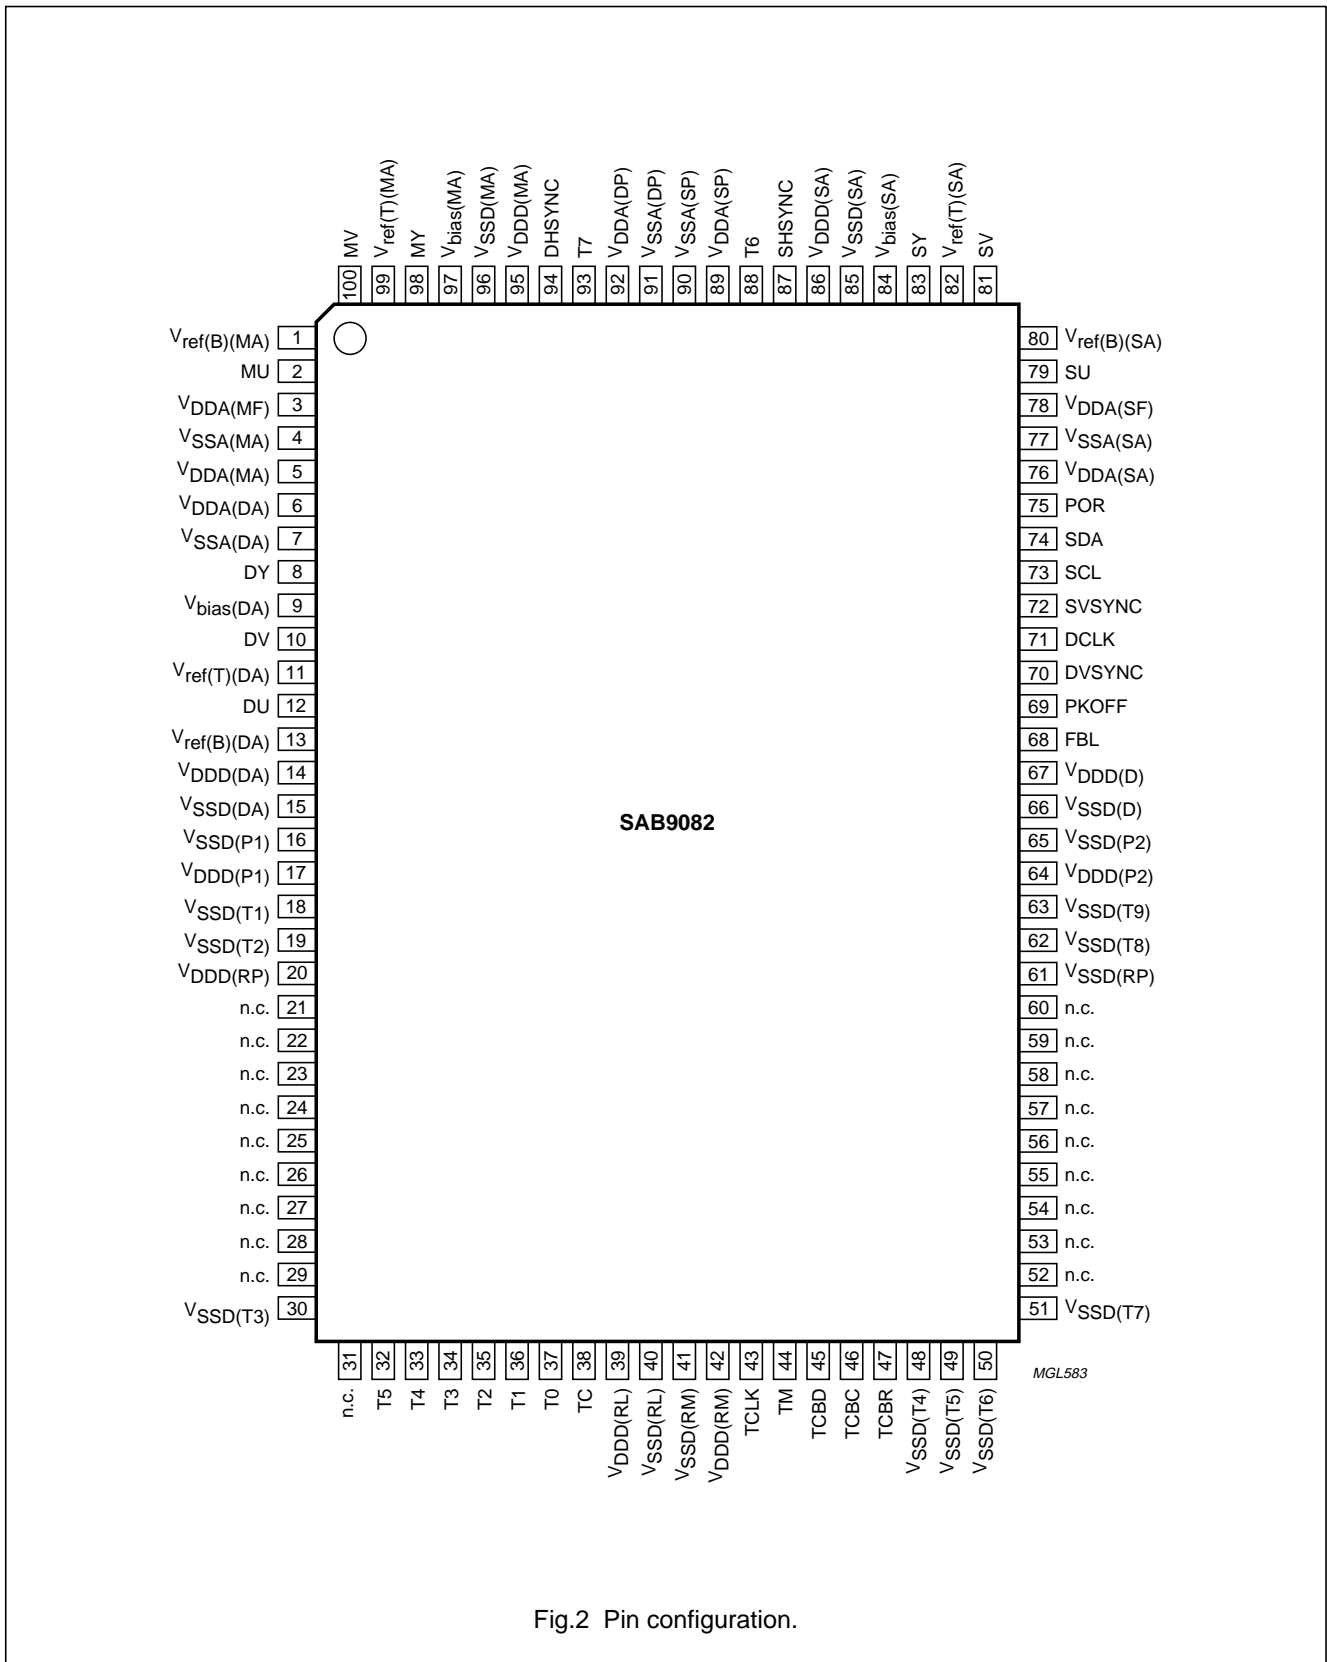 100 MV
99 Vref(T)(MA)
98 MY
97 Vbias(MA)
96 VSSD(MA)
95 VDDD(MA)
94 DHSYNC
93 T7
92 VDDA(DP)
91 VSSA(DP)
90 VSSA(SP)
89 VDDA(SP)
88 T6
87 SHSYNC
86 VDDD(SA)
85 VSSD(SA)
84 Vbias(SA)
83 SY
82 Vref(T)(SA)
81 SV
Vref(B)(MA) 1
MU 2
VDDA(MF) 3
VSSA(MA) 4
VDDA(MA) 5
VDDA(DA) 6
VSSA(DA) 7
DY 8
Vbias(DA) 9
DV 10
Vref(T)(DA) 11
DU 12
Vref(B)(DA) 13
VDDD(DA) 14
VSSD(DA) 15
VSSD(P1) 16
VDDD(P1) 17
VSSD(T1) 18
VSSD(T2) 19
VDDD(RP) 20
n.c. 21
n.c. 22
n.c. 23
n.c. 24
n.c. 25
n.c. 26
n.c. 27
n.c. 28
n.c. 29
VSSD(T3) 30
SAB9082
80 Vref(B)(SA)
79 SU
78 VDDA(SF)
77 VSSA(SA)
76 VDDA(SA)
75 POR
74 SDA
73 SCL
72 SVSYNC
71 DCLK
70 DVSYNC
69 PKOFF
68 FBL
67 VDDD(D)
66 VSSD(D)
65 VSSD(P2)
64 VDDD(P2)
63 VSSD(T9)
62 VSSD(T8)
61 VSSD(RP)
60 n.c.
59 n.c.
58 n.c.
57 n.c.
56 n.c.
55 n.c.
54 n.c.
53 n.c.
52 n.c.
51 VSSD(T7)
n.c. 31
T5 32
T4 33
T3 34
T2 35
T1 36
T0 37
TC 38
VDDD(RL) 39
VSSD(RL) 40
VSSD(RM) 41
VDDD(RM) 42
TCLK 43
TM 44
TCBD 45
TCBC 46
TCBR 47
VSSD(T4) 48
VSSD(T5) 49
VSSD(T6) 50
MGL583
Fig.2 Pin configuration.